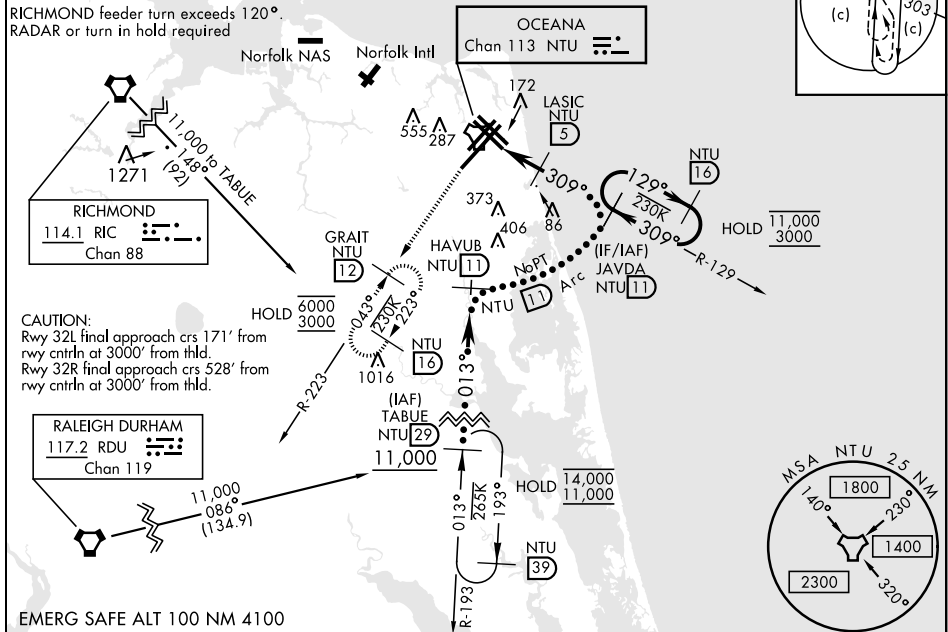 RICHMOND feeder turn exceeds 120°.
RADAR or turn in hold required
Norfolk NAS
Norfolk Intl
OCEANA
Chan 113 NTU
(c)
303
(c)
11,000 to TABUE
148°
(92)
1271
RICHMOND
114.1 RIC
Chan 88
555
287
172
LASIC
NTU
5
309°
129°
230K
309°
NTU
16
HOLD 11,000
3000
R-129
373
406
86
(IF/IAF)
JAVDA
NTU 11
GRAIT
NTU
12
HAVUB
NTU 11
NoPT
NTU 11 Arc
HOLD 6000
3000
043°
230K
223°
NTU
16
1016
R-223
013°
CAUTION:
Rwy 32L final approach crs 171' from
rwy cntrln at 3000' from thld.
Rwy 32R final approach crs 528' from
rwy cntrln at 3000' from thld.
(IAF)
TABUE
NTU 29
11,000
RALEIGH DURHAM
117.2 RDU
Chan 119
11,000
086°
(134.9)
013°
265K
193°
HOLD 14,000
11,000
NTU
39
R-193
MSA NTU 25 NM
1800
140°
230°
1400
2300
320°
EMERG SAFE ALT 100 NM 4100